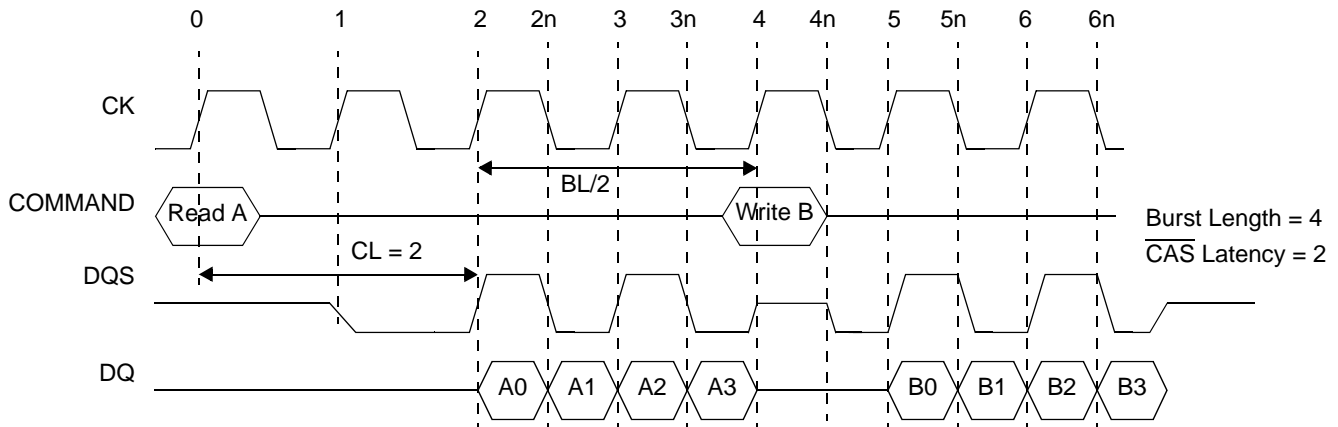 0 1 2 2n 3 3n 4 4n 5 5n 6 6n
CK
BL/2
COMMAND Read A Write B
Burst Length = 4
CL = 2
CAS Latency = 2
DQS
DQ A0 A1 A2 A3 B0 B1 B2 B3